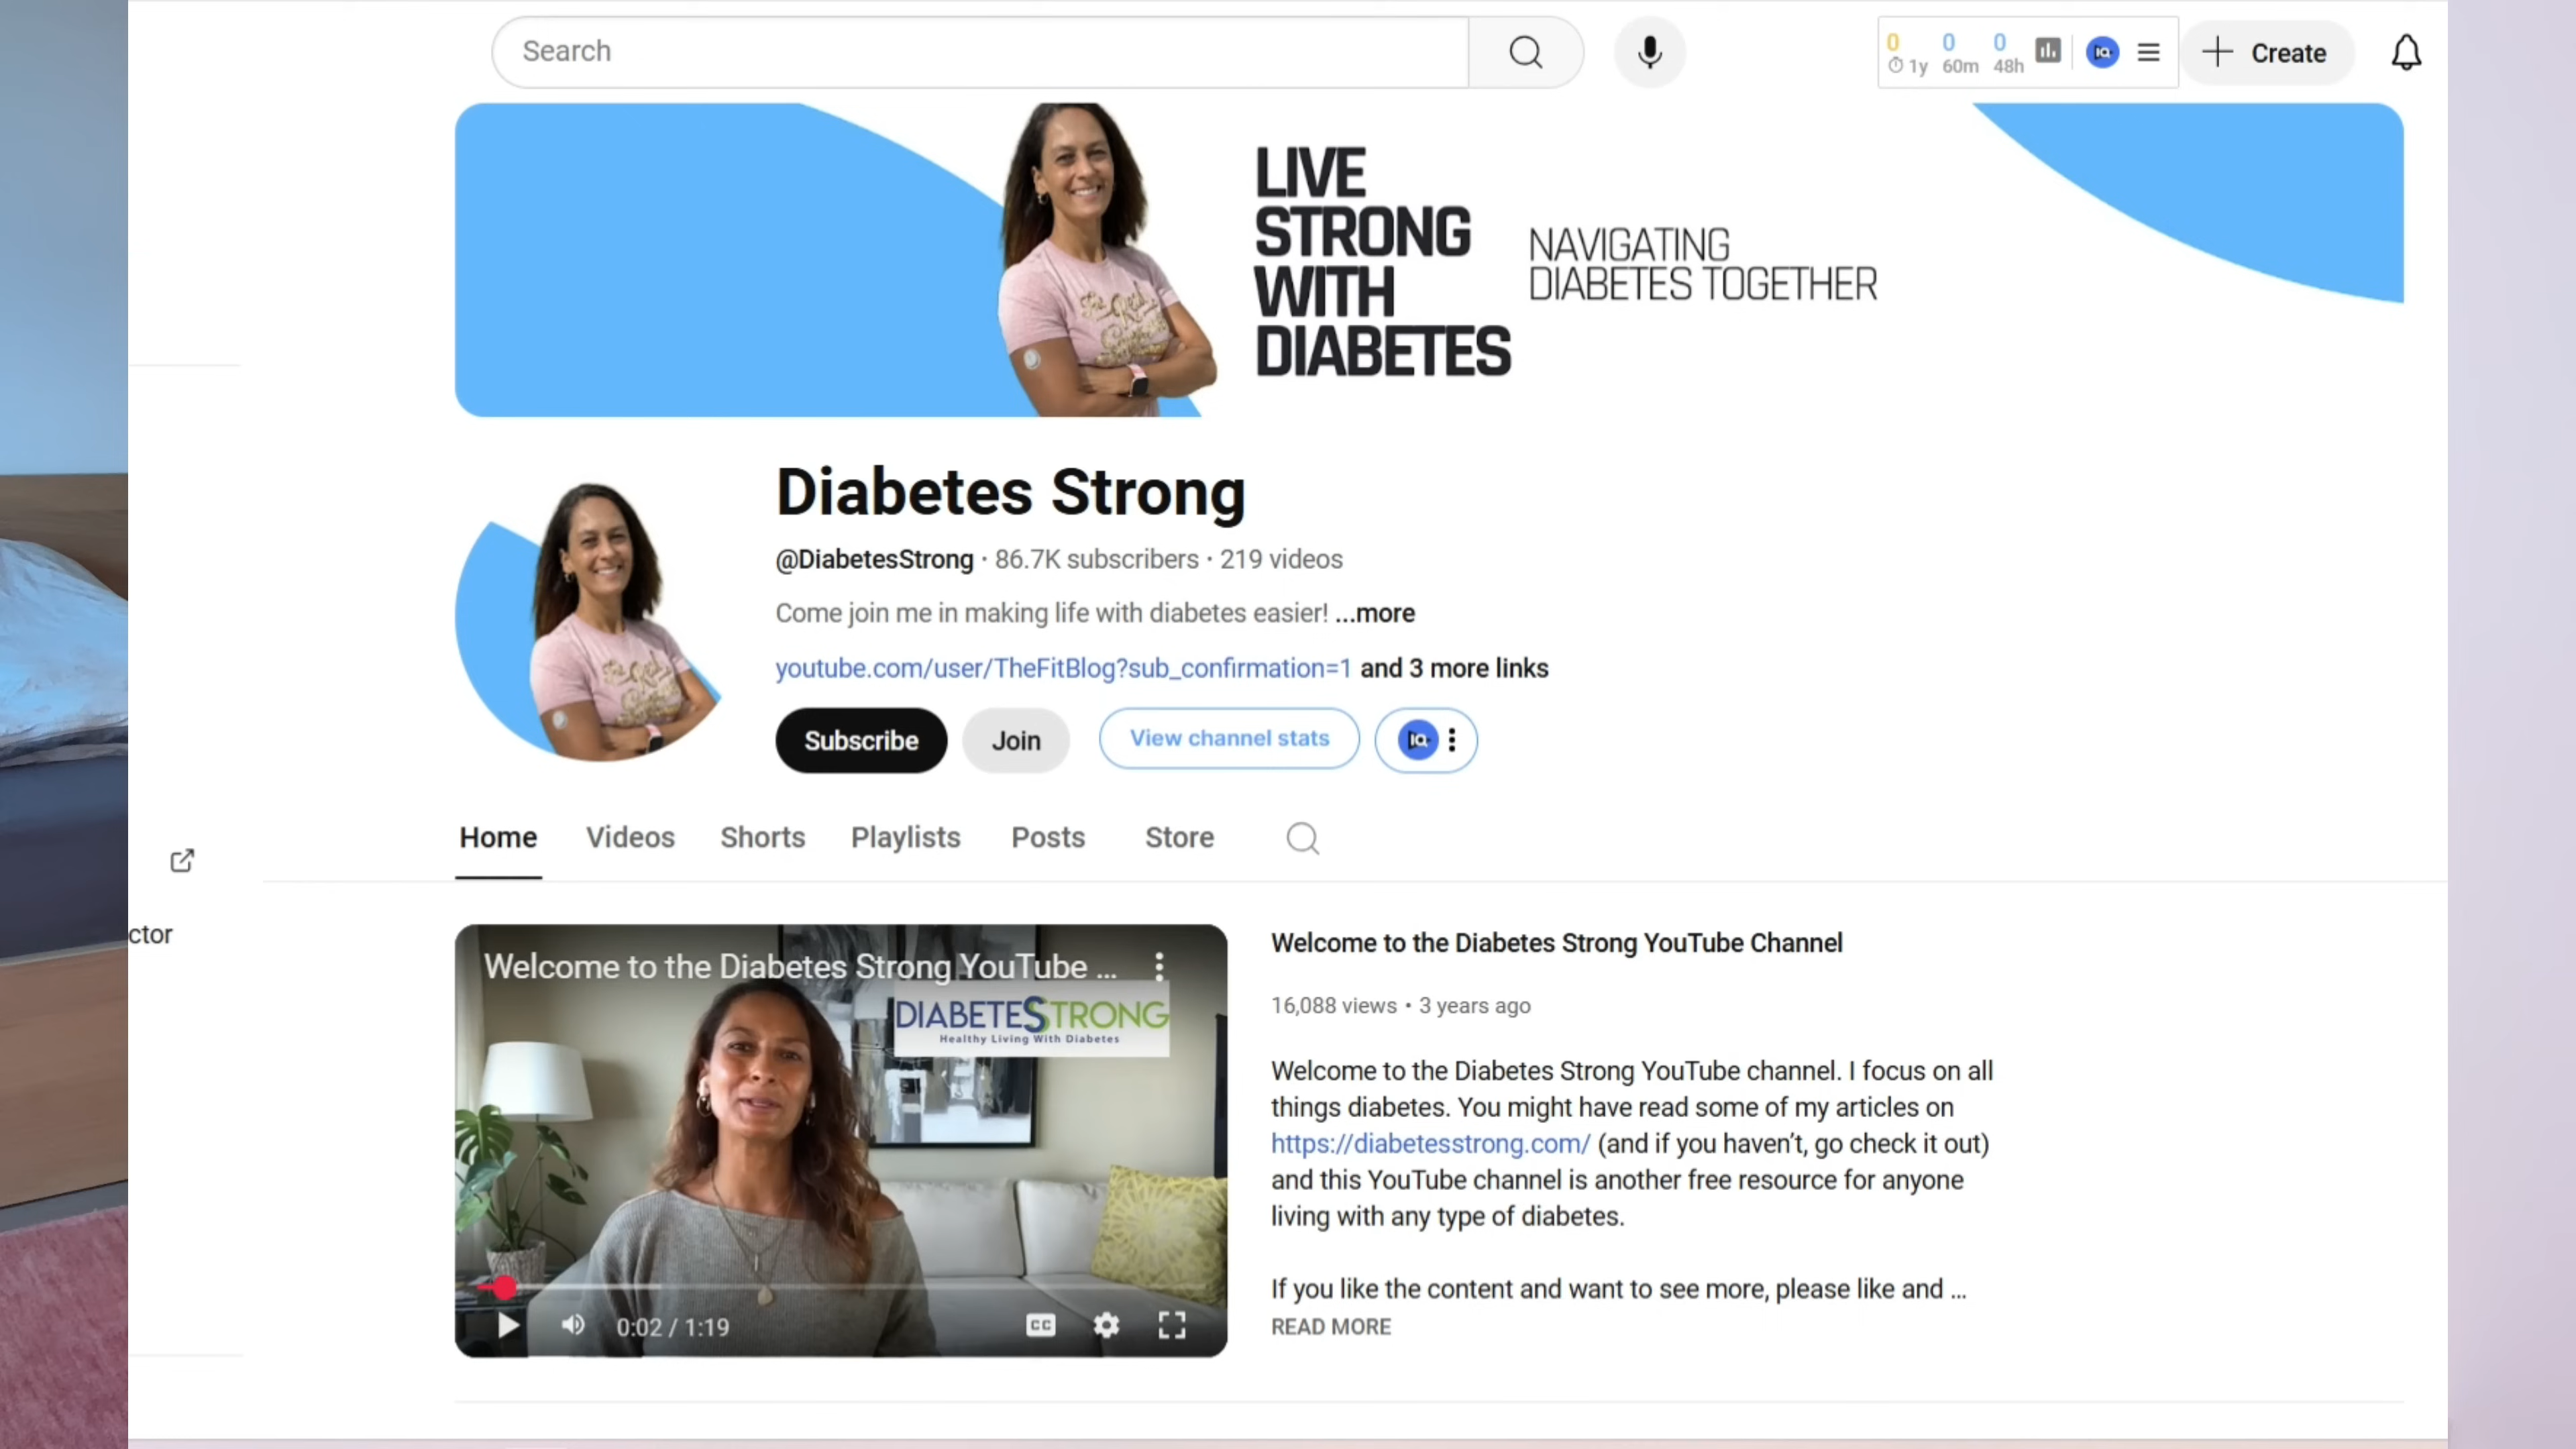 Search
0 0 0
1y 60m 48h
IQ
Create
LIVE
STRONG
WITH
DIABETES
NAVIGATING
DIABETES TOGETHER
Diabetes Strong
@DiabetesStrong · 86.7K subscribers · 219 videos
Come join me in making life with diabetes easier! ...more
youtube.com/user/TheFitBlog?sub_confirmation=1 and 3 more links
Subscribe
Join
View channel stats
IQ
Home
Videos
Shorts
Playlists
Posts
Store
ctor
Welcome to the Diabetes Strong YouTube ...
DIABETESSTRONG
Healthy Living With Diabetes
0:02 / 1:19
CC
Welcome to the Diabetes Strong YouTube Channel
16,088 views • 3 years ago
Welcome to the Diabetes Strong YouTube channel. I focus on all
things diabetes. You might have read some of my articles on
https://diabetesstrong.com/ (and if you haven't, go check it out)
and this YouTube channel is another free resource for anyone
living with any type of diabetes.
If you like the content and want to see more, please like and ...
READ MORE